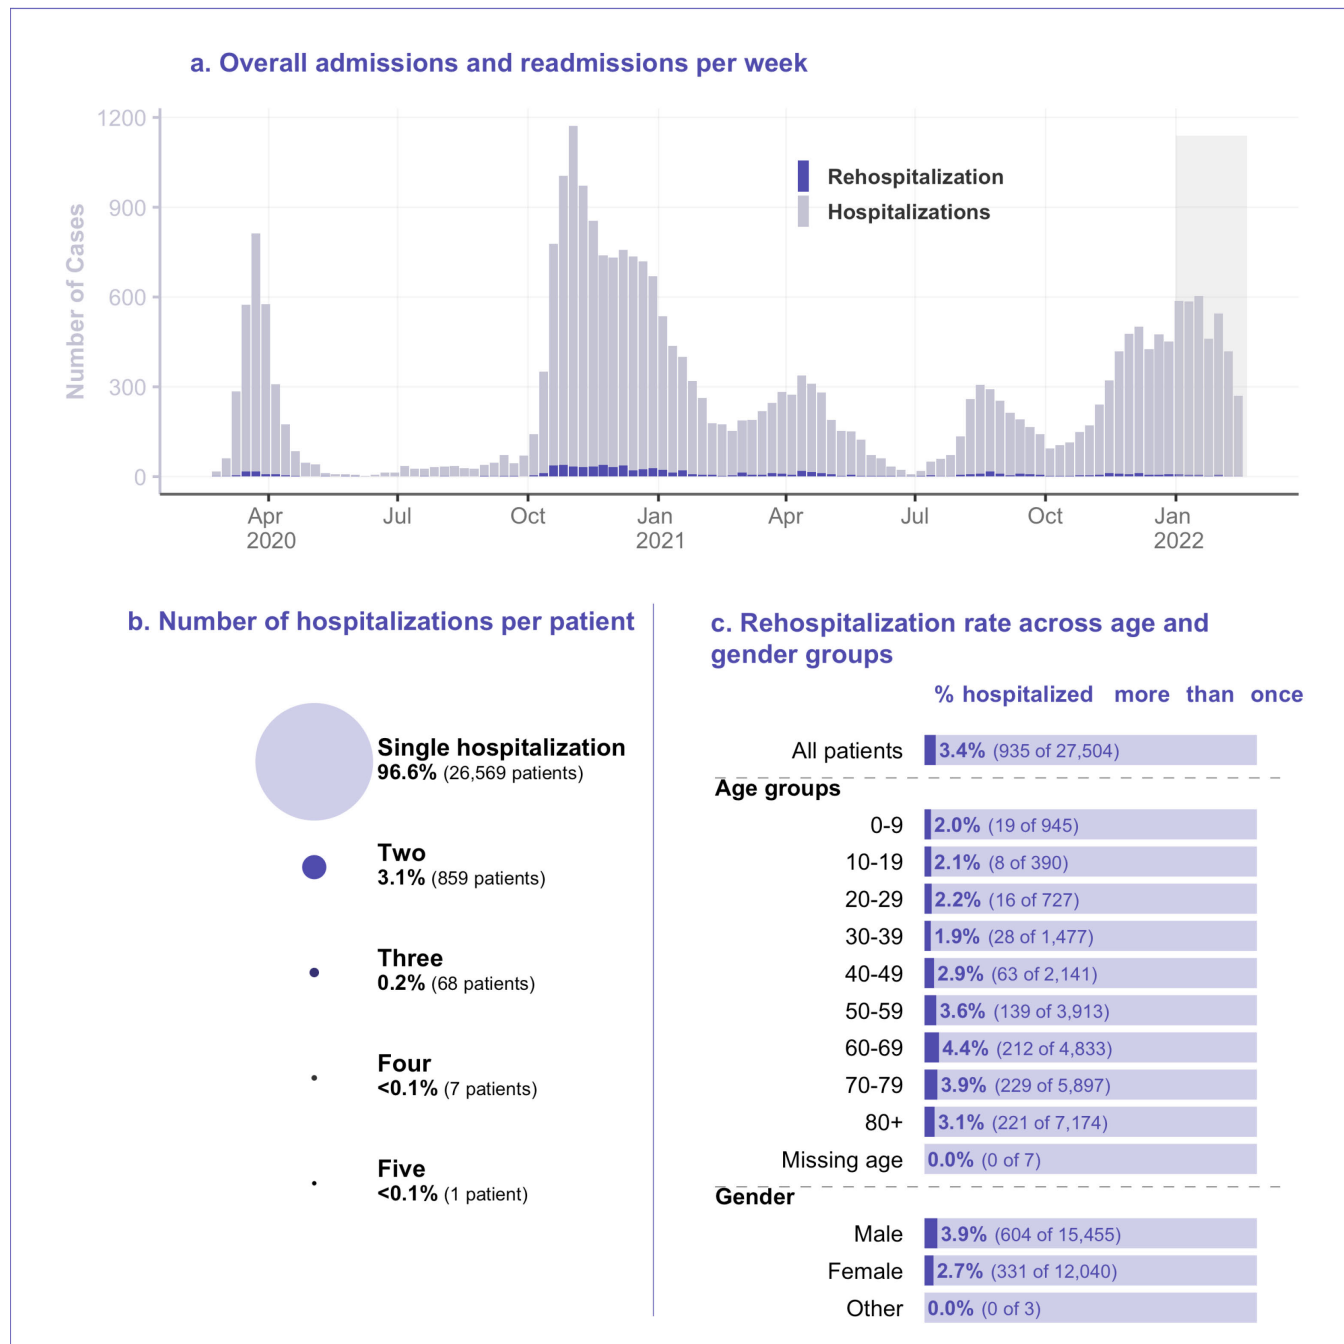 a. Overall admissions and readmissions per week
Number of Cases
1200
900
600
300
0
Rehospitalization
Hospitalizations
Apr
2020
Jul
Oct
Jan
2021
Apr
Jul
Oct
Jan
2022
b. Number of hospitalizations per patient
Single hospitalization
96.6% (26,569 patients)
Two
3.1% (859 patients)
Three
0.2% (68 patients)
Four
<0.1% (7 patients)
Five
<0.1% (1 patient)
c. Rehospitalization rate across age and
gender groups
% hospitalized more than once
All patients 3.4% (935 of 27,504)
Age groups
0-9 2.0% (19 of 945)
10-19 2.1% (8 of 390)
20-29 2.2% (16 of 727)
30-39 1.9% (28 of 1,477)
40-49 2.9% (63 of 2,141)
50-59 3.6% (139 of 3,913)
60-69 4.4% (212 of 4,833)
70-79 3.9% (229 of 5,897)
80+ 3.1% (221 of 7,174)
Missing age 0.0% (0 of 7)
Gender
Male 3.9% (604 of 15,455)
Female 2.7% (331 of 12,040)
Other 0.0% (0 of 3)